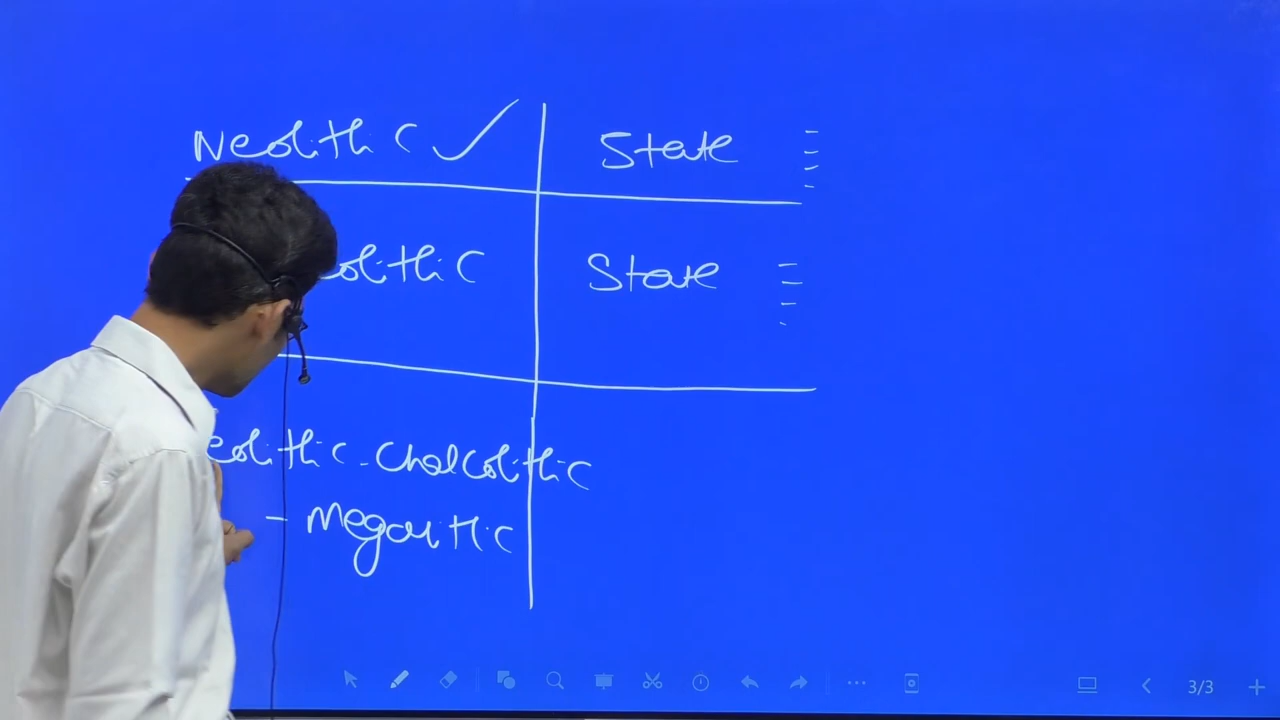 Neolithic ✓ State
olithic State
eolithic - Chalcolithic
- Megalithic
3/3